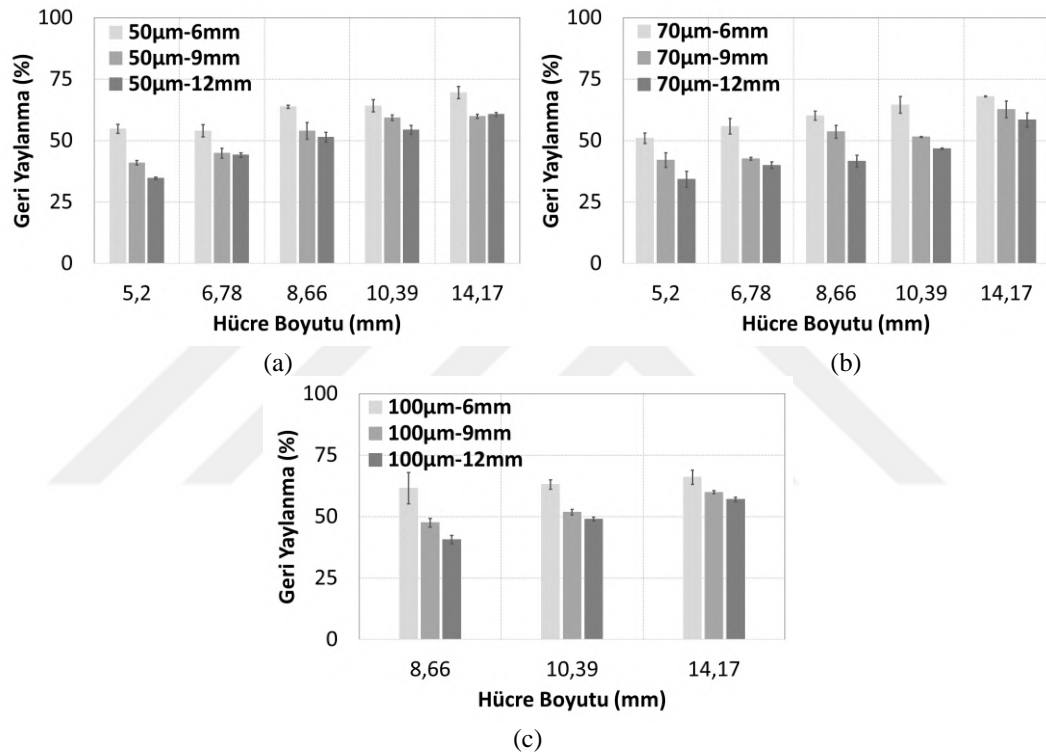 100
75
50
25
0
Geri Yaylanma (%)
50μm-6mm
50μm-9mm
50μm-12mm
5,2 6,78 8,66 10,39 14,17
Hücre Boyutu (mm)
(a)
100
75
50
25
0
Geri Yaylanma (%)
70μm-6mm
70μm-9mm
70μm-12mm
5,2 6,78 8,66 10,39 14,17
Hücre Boyutu (mm)
(b)
100
75
50
25
0
Geri Yaylanma (%)
100μm-6mm
100μm-9mm
100μm-12mm
8,66 10,39 14,17
Hücre Boyutu (mm)
(c)